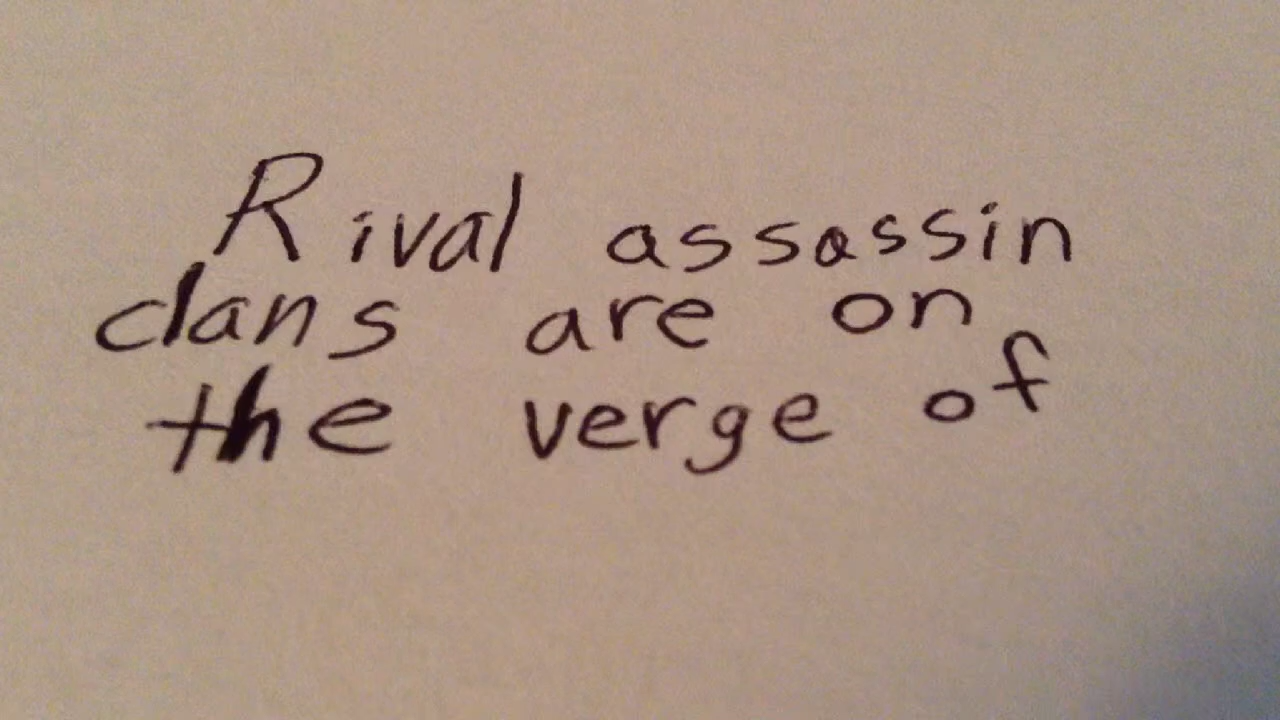 Rival assassin
clans are on
the verge of